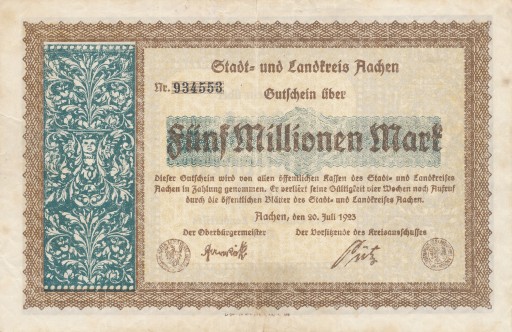 Stadt- und Landkreis Aachen
Nr. 934553
Gutschein über
Fünf Millionen Mark
Dieser Gutschein wird von allen öffentlichen Kassen des Stadt- und Landkreises
Aachen in Zahlung genommen. Er verliert seine Gültigkeit vier Wochen nach Aufruf
durch die öffentlichen Blätter des Stadt- und Landkreises Aachen.
Aachen, den 20. Juli 1923
Der Oberbürgermeister Der Vorsitzende des Kreisausschusses